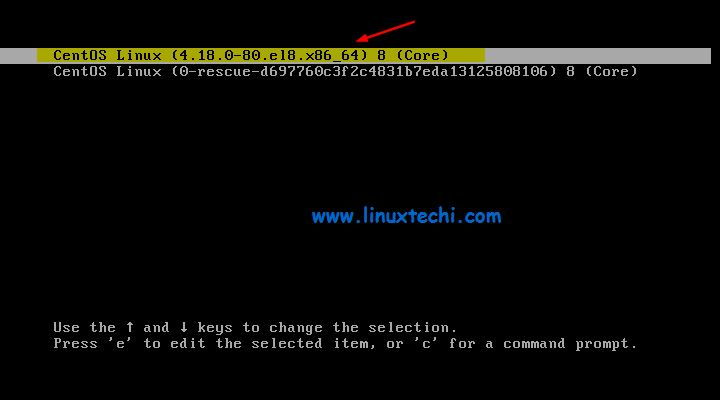 CentOS Linux (4.18.0-80.el8.x86_64) 8 (Core)
CentOS Linux (0-rescue-d697760c3f2c4831b7eda13125808106) 8 (Core)
www.linuxtechi.com
Use the ↑ and ↓ keys to change the selection.
Press 'e' to edit the selected item, or 'c' for a command prompt.